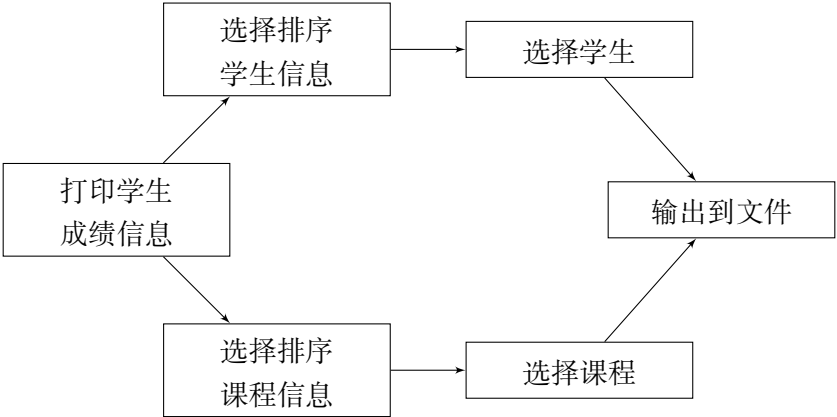 选择排序
学生信息
选择学生
打印学生
成绩信息
输出到文件
选择排序
课程信息
选择课程